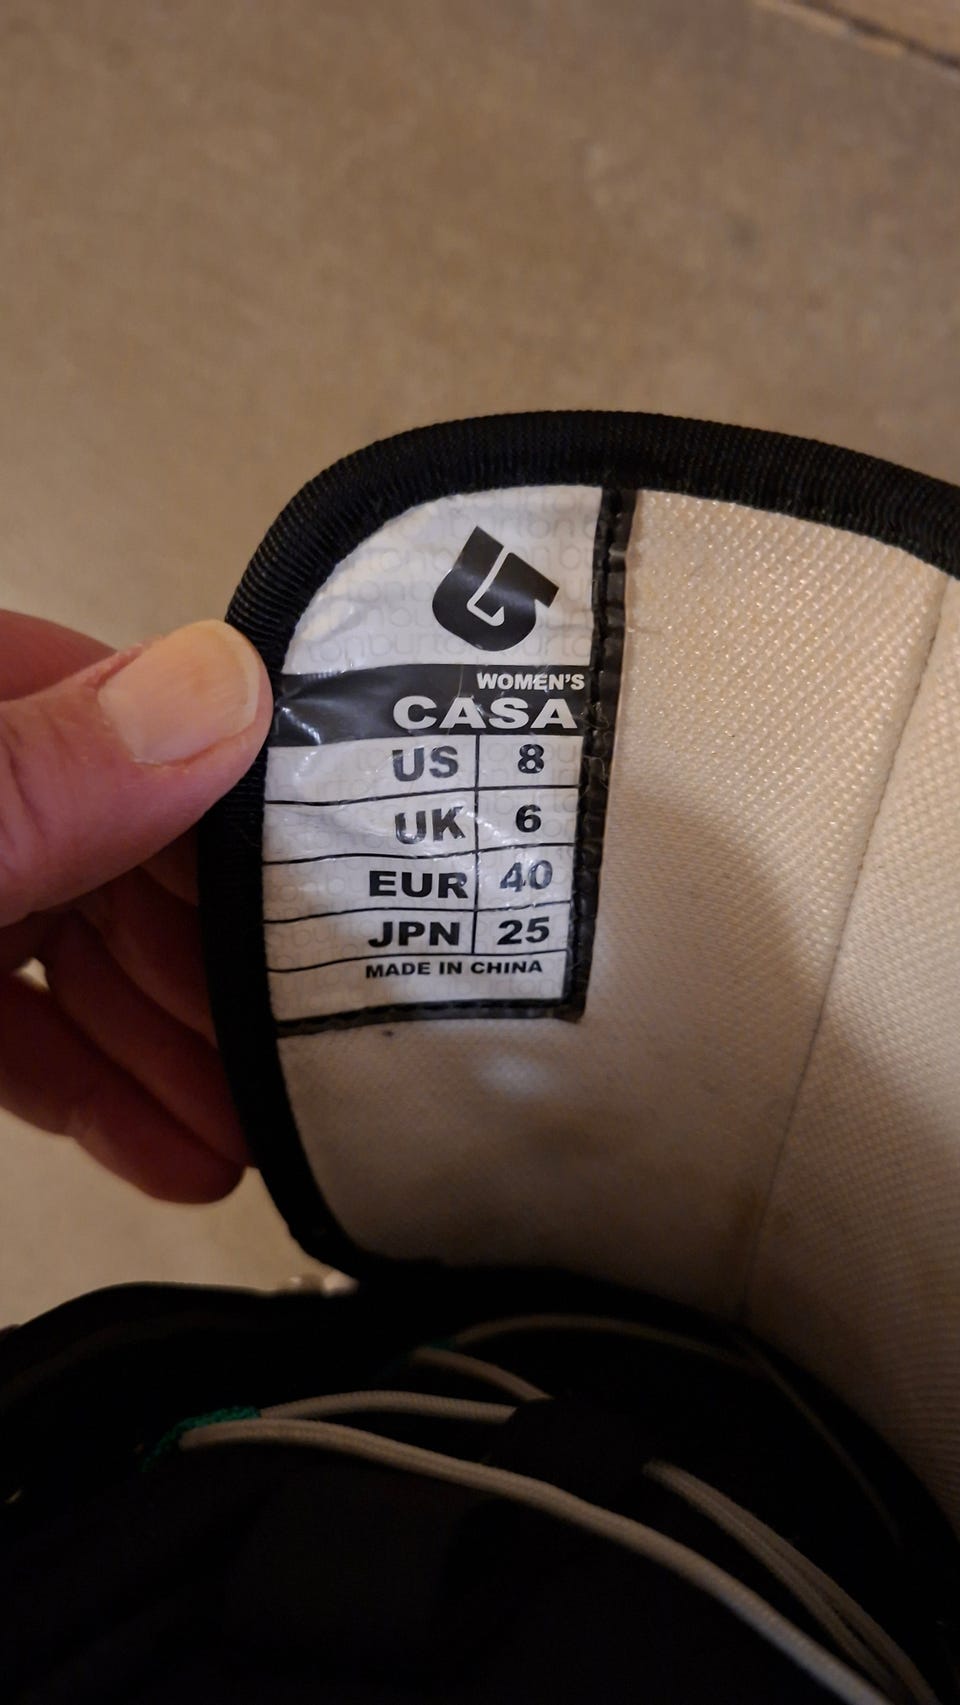 WOMEN'S
CASA
US 8
UK 6
EUR 40
JPN 25
MADE IN CHINA